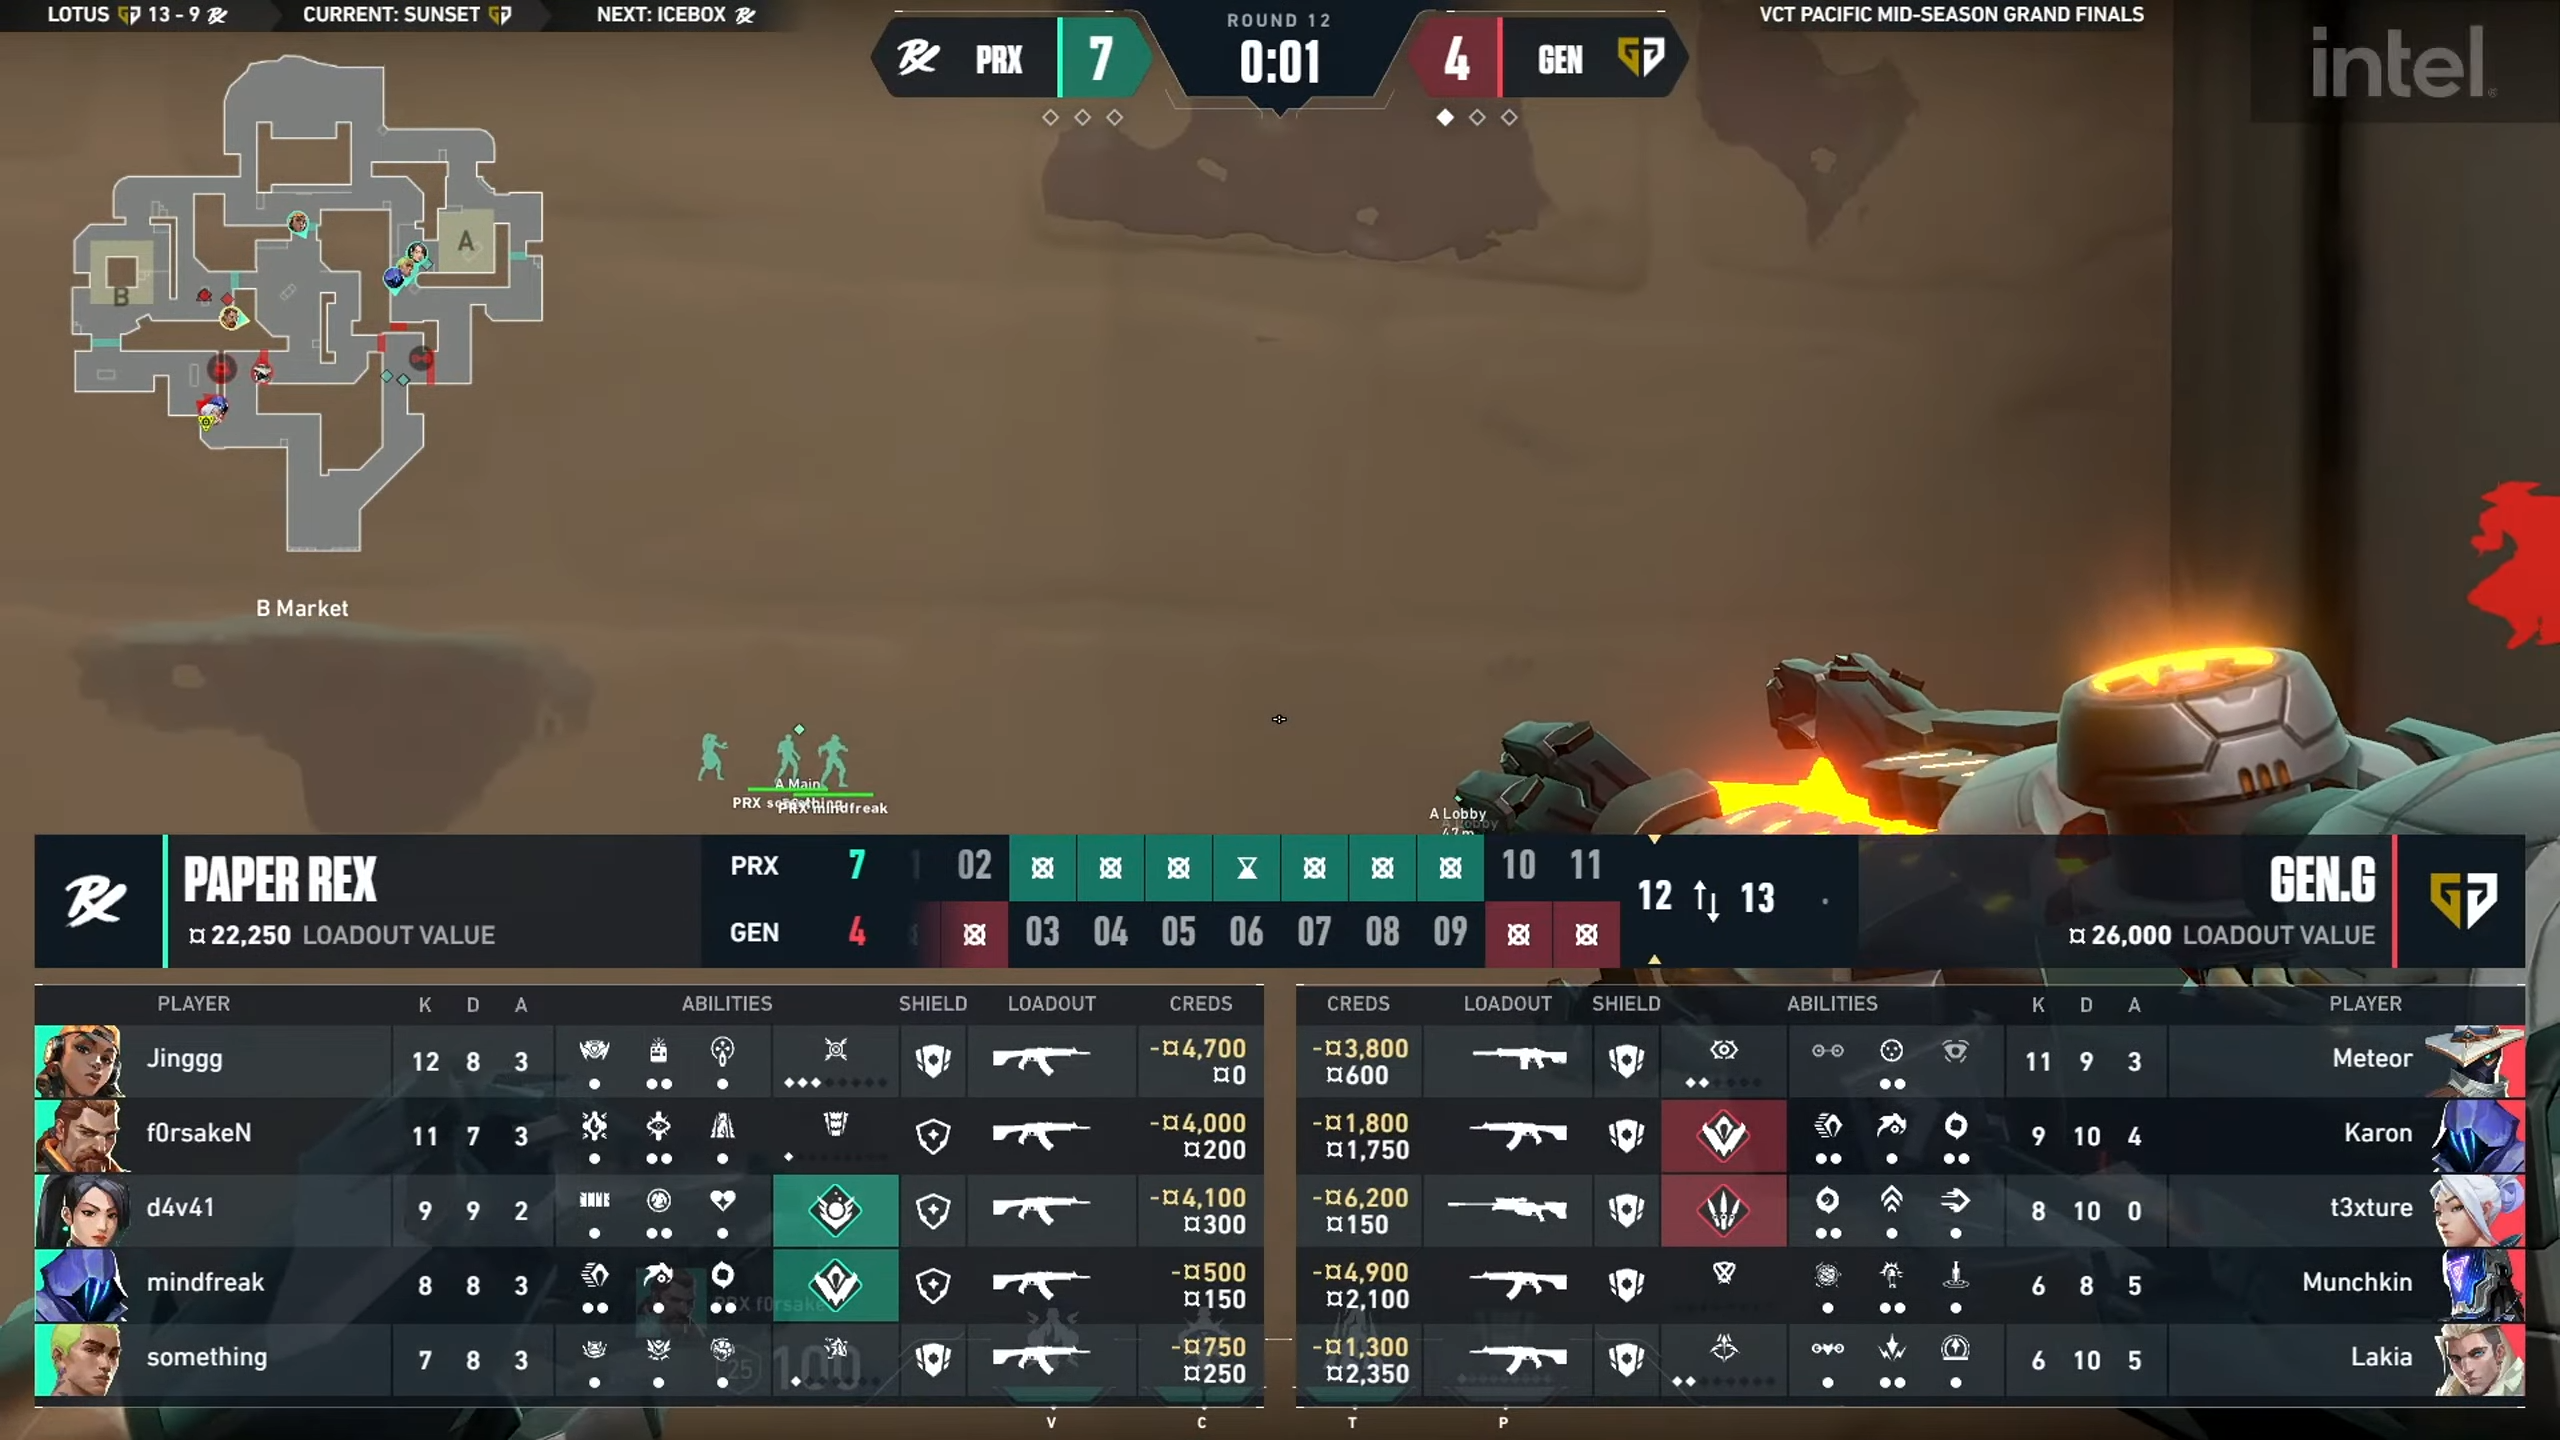 LOTUS 13 - 9
CURRENT: SUNSET
NEXT: ICEBOX
PRX 7
ROUND 12
0:01
4 GEN
VCT PACIFIC MID-SEASON GRAND FINALS
intel
A
B
B Market
A Main
PRX mindfreak
A Lobby
47m
PAPER REX
¤ 22,250 LOADOUT VALUE
PRX 7 02 10 11
GEN 4 03 04 05 06 07 08 09
12 13
GEN.G
¤ 26,000 LOADOUT VALUE
PLAYER K D A ABILITIES SHIELD LOADOUT CREDS
Jinggg 12 8 3 -¤4,700
¤0
f0rsakeN 11 7 3 -¤4,000
¤200
d4v41 9 9 2 -¤4,100
¤300
mindfreak 8 8 3 -¤500
¤150
something 7 8 3 -¤750
¤250
CREDS LOADOUT SHIELD ABILITIES K D A PLAYER
-¤3,800
¤600 11 9 3 Meteor
-¤1,800
¤1,750 9 10 4 Karon
-¤6,200
¤150 8 10 0 t3xture
-¤4,900
¤2,100 6 8 5 Munchkin
-¤1,300
¤2,350 6 10 5 Lakia
25 100
V C T P